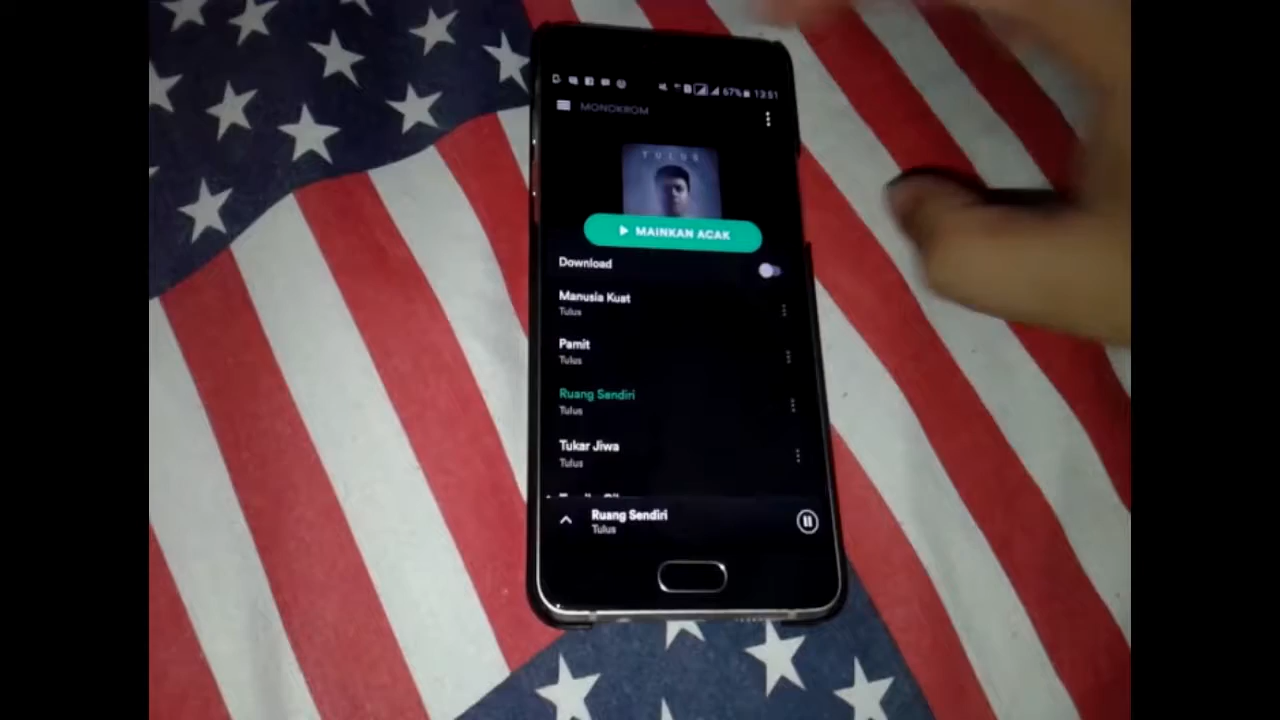 67% 13:51
MONOKROM
TULUS
MAINKAN ACAK
Download
Manusia Kuat
Tulus
Pamit
Tulus
Ruang Sendiri
Tulus
Tukar Jiwa
Tulus
Ruang Sendiri
Tulus